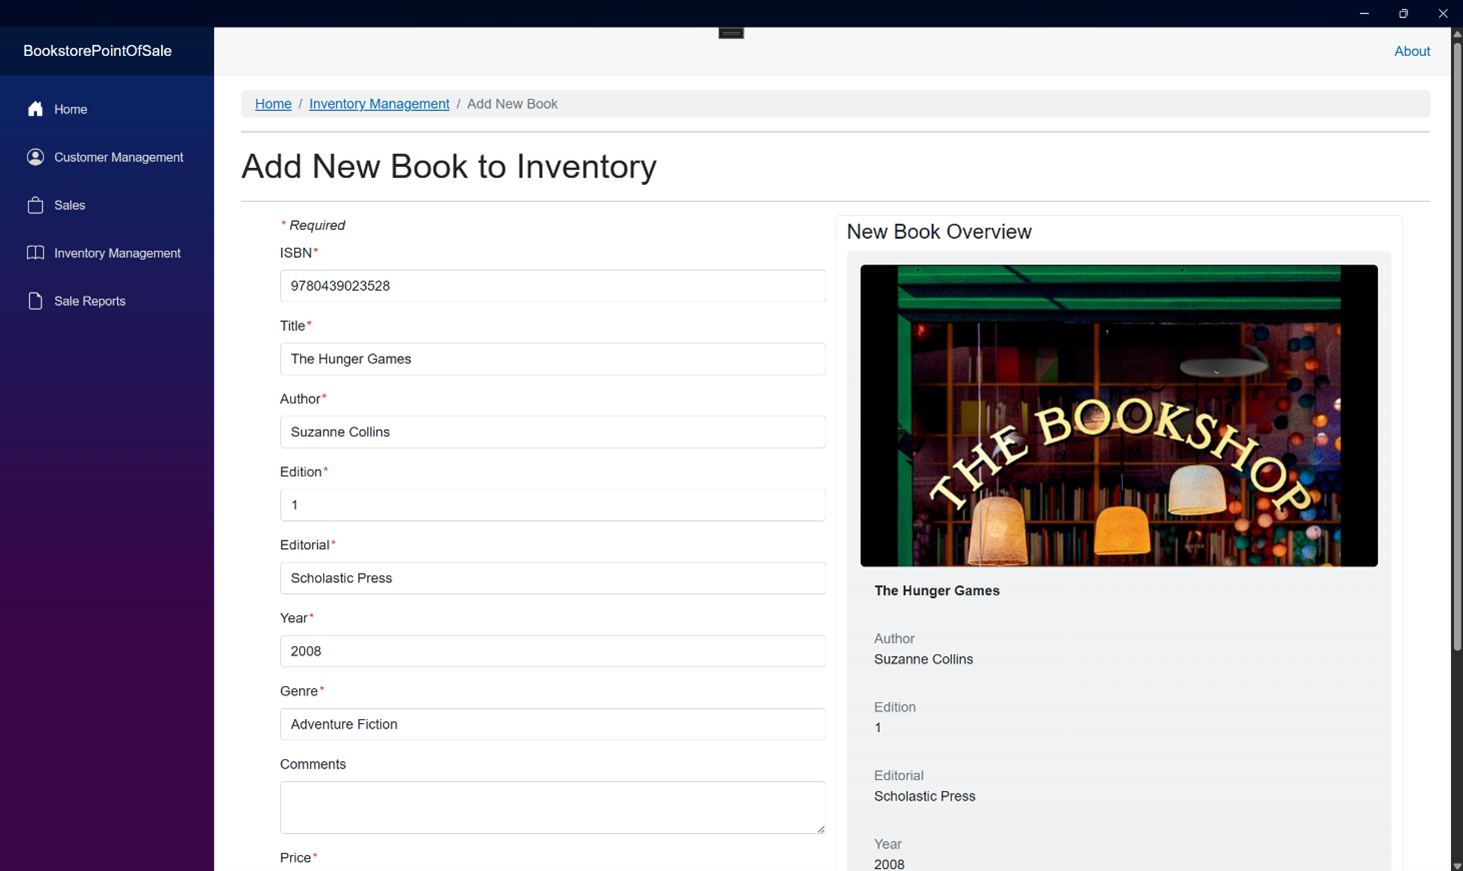 BookstorePointOfSale
About
Home
Customer Management
Sales
Inventory Management
Sale Reports
Home / Inventory Management / Add New Book
Add New Book to Inventory
* Required
ISBN*
9780439023528
Title*
The Hunger Games
Author*
Suzanne Collins
Edition*
1
Editorial*
Scholastic Press
Year*
2008
Genre*
Adventure Fiction
Comments
Price*
New Book Overview
THE BOOKSHOP
The Hunger Games
Author
Suzanne Collins
Edition
1
Editorial
Scholastic Press
Year
2008